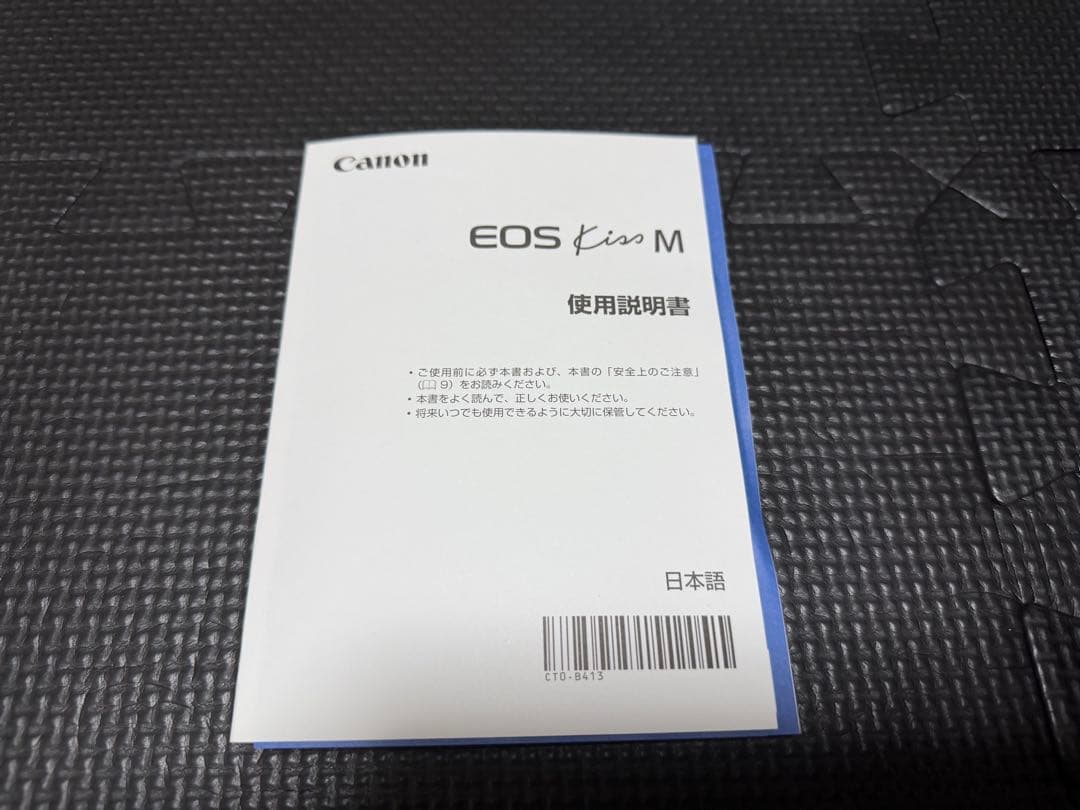 Canon
EOS Kiss M
使用説明書
・ご使用前に必ず本書および、本書の「安全上のご注意」
（📖9）をお読みください。
・本書をよく読んで、正しくお使いください。
・将来いつでも使用できるように大切に保管してください。
日本語
CT0-B413